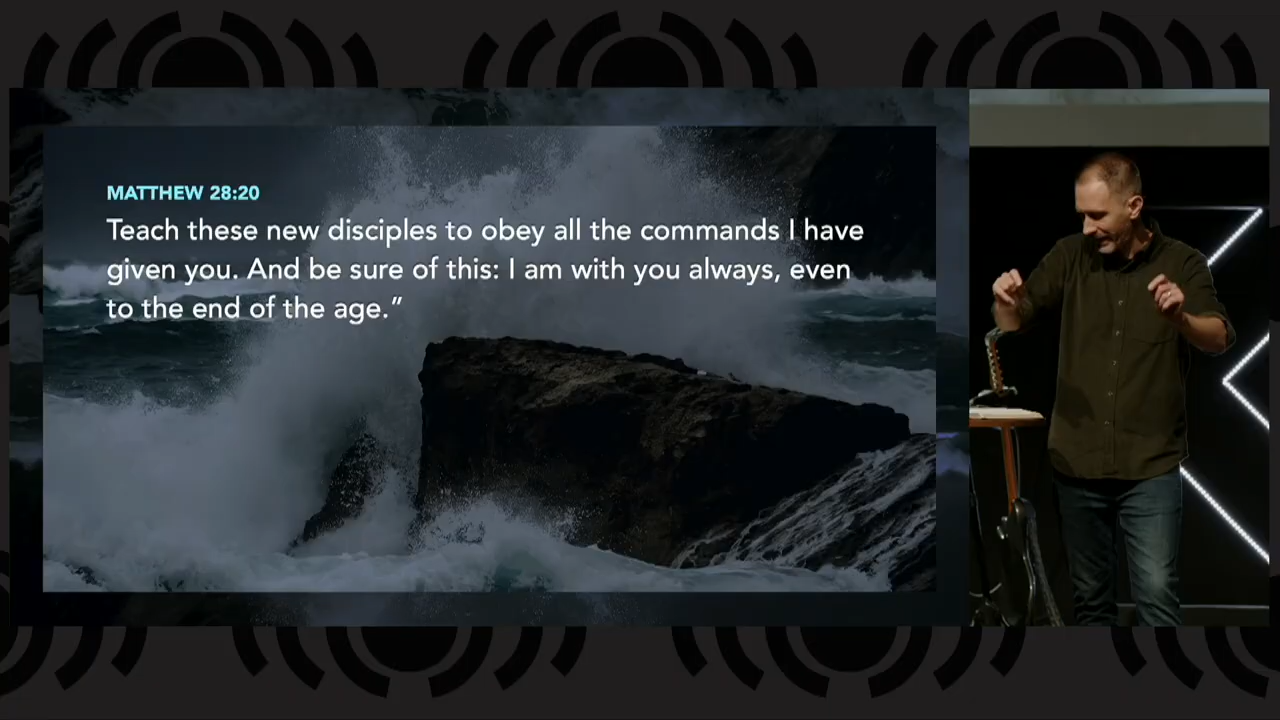 MATTHEW 28:20
Teach these new disciples to obey all the commands I have
given you. And be sure of this: I am with you always, even
to the end of the age.”